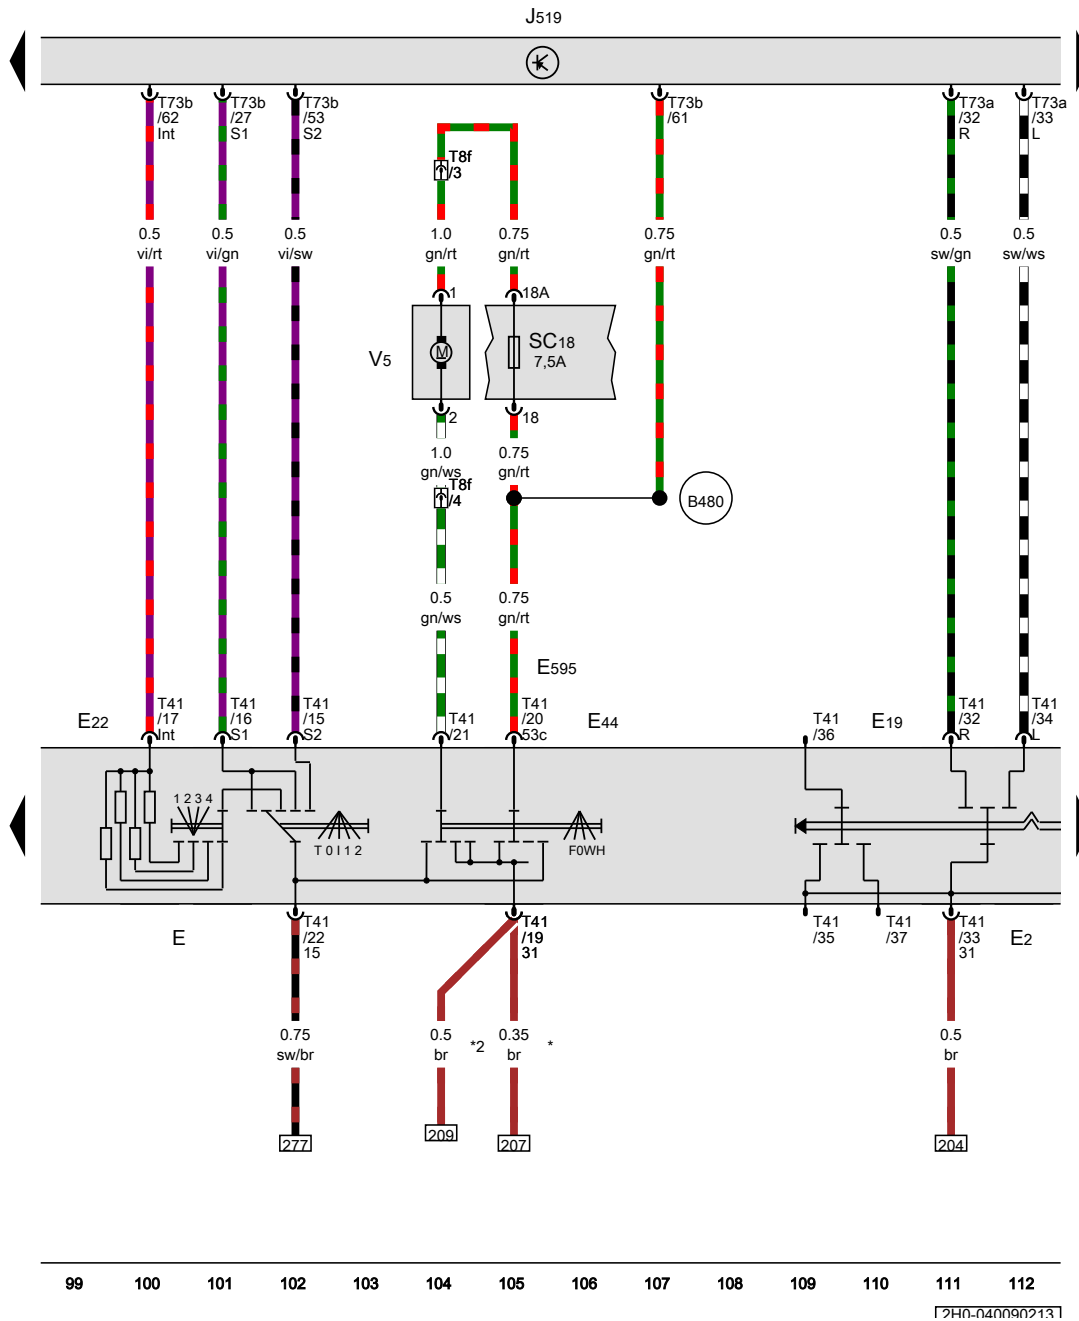 J519
T73b
/62
Int
T73b
/27
S1
T73b
/53
S2
T73b
/61
T73a
/32
R
T73a
/33
L
T8f
/3
0.5
vi/rt
0.5
vi/gn
0.5
vi/sw
1.0
gn/rt
0.75
gn/rt
0.75
gn/rt
0.5
sw/gn
0.5
sw/ws
1
18A
V5
M
SC18
7,5A
2
18
1.0
gn/ws
0.75
gn/rt
T8f
/4
B480
0.5
gn/ws
0.75
gn/rt
E595
E22
T41
/17
Int
T41
/16
S1
T41
/15
S2
T41
/21
T41
/20
53c
E44
T41
/36
E19
T41
/32
R
T41
/34
L
1 2 3 4
T 0 I 1 2
F0WH
E
T41
/22
15
T41
/19
31
T41
/35
T41
/37
T41
/33
31
E2
0.75
sw/br
0.5
br
*2
0.35
br
*
0.5
br
277
209
207
204
99 100 101 102 103 104 105 106 107 108 109 110 111 112
2H0-040090213